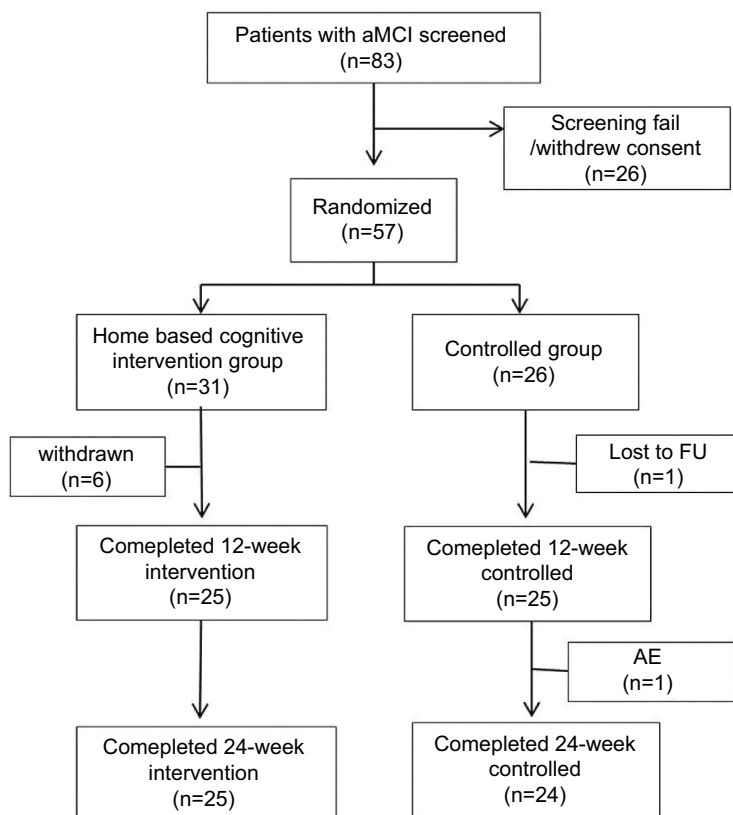 Patients with aMCI screened
(n=83)
Screening fail
/withdrew consent
(n=26)
Randomized
(n=57)
Home based cognitive
intervention group
(n=31)
Controlled group
(n=26)
withdrawn
(n=6)
Lost to FU
(n=1)
Comepleted 12-week
intervention
(n=25)
Comepleted 12-week
controlled
(n=25)
AE
(n=1)
Comepleted 24-week
intervention
(n=25)
Comepleted 24-week
controlled
(n=24)